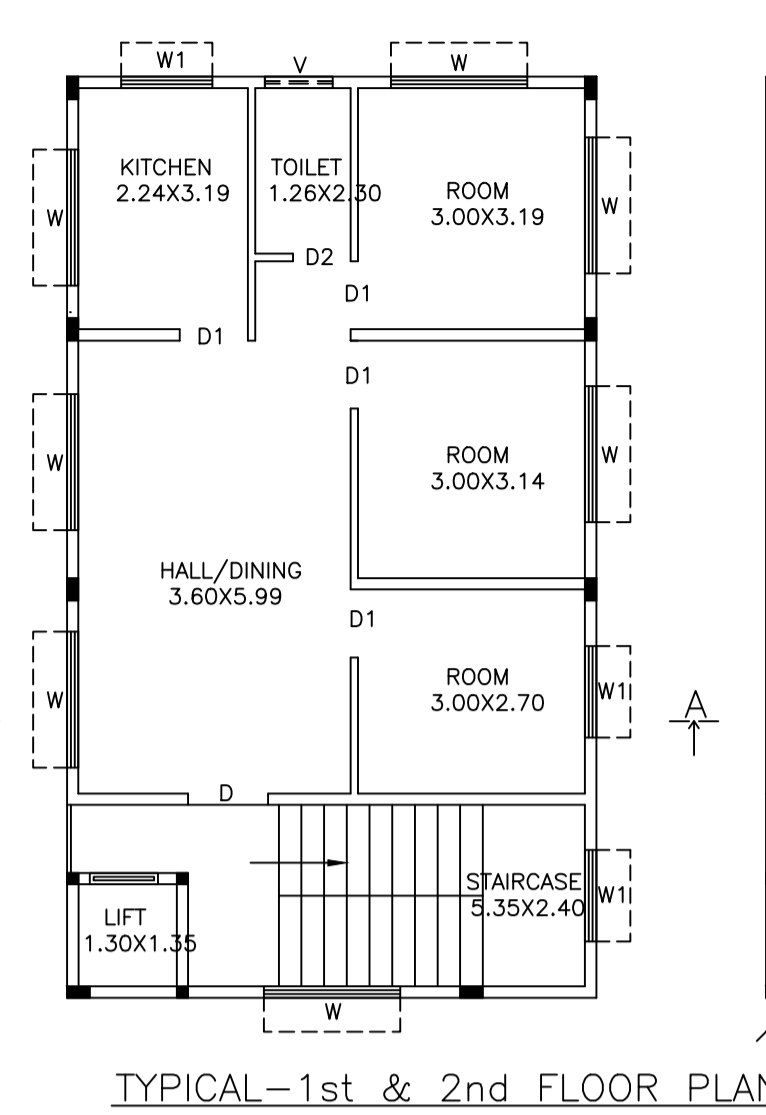 W1
V
W
KITCHEN
2.24X3.19
TOILET
1.26X2.30
ROOM
3.00X3.19
W
W
D2
D1
D1
D1
W
ROOM
3.00X3.14
W
HALL/DINING
3.60X5.99
D1
W
ROOM
3.00X2.70
W1
A
D
STAIRCASE
5.35X2.40
W1
LIFT
1.30X1.35
W
TYPICAL-1st & 2nd FLOOR PLAN